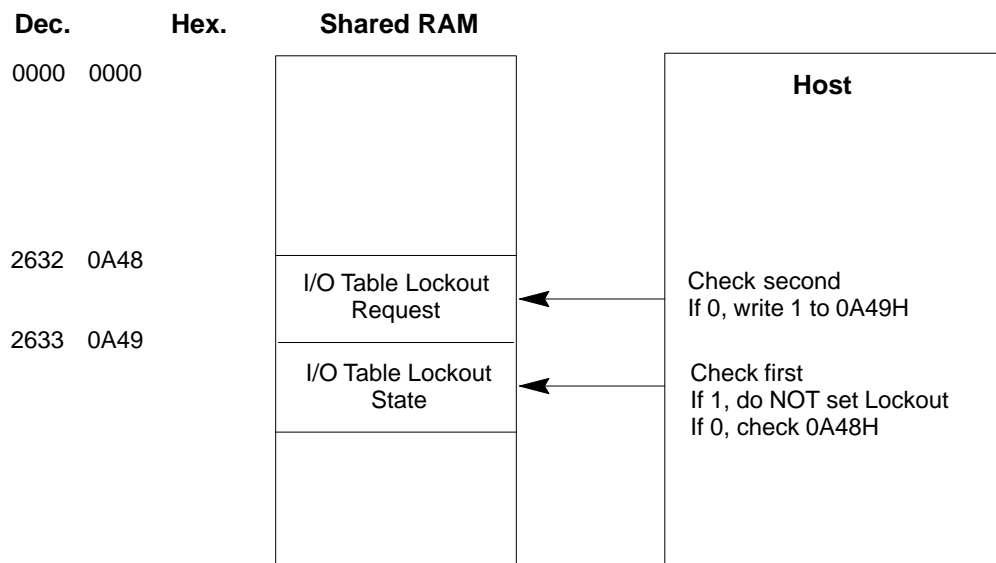 Dec. Hex. Shared RAM
0000 0000
Host
2632 0A48
I/O Table Lockout
Request
Check second
If 0, write 1 to 0A49H
2633 0A49
I/O Table Lockout
State
Check first
If 1, do NOT set Lockout
If 0, check 0A48H